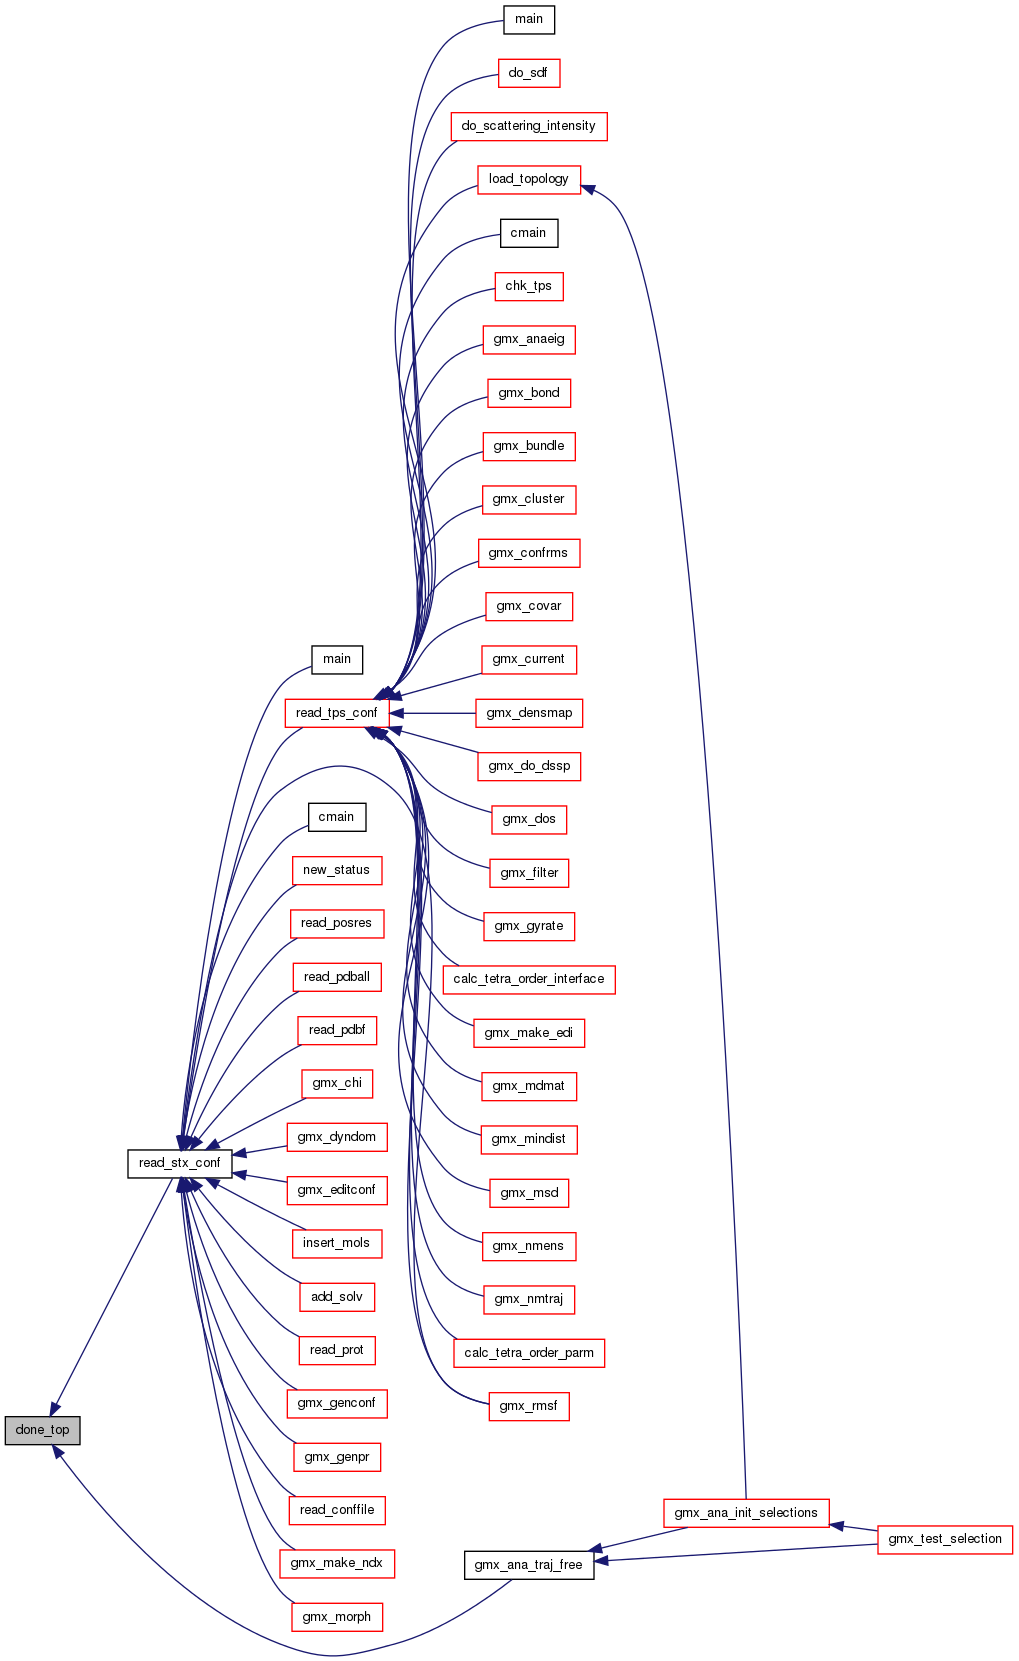 main
do_sdf
do_scattering_intensity
load_topology
cmain
chk_tps
gmx_anaeig
gmx_bond
gmx_bundle
gmx_cluster
gmx_confrms
gmx_covar
main
gmx_current
read_tps_conf
gmx_densmap
gmx_do_dssp
cmain
gmx_dos
new_status
gmx_filter
read_posres
gmx_gyrate
read_pdball
calc_tetra_order_interface
read_pdbf
gmx_make_edi
gmx_chi
gmx_mdmat
gmx_dyndom
gmx_mindist
read_stx_conf
gmx_editconf
gmx_msd
insert_mols
gmx_nmens
add_solv
gmx_nmtraj
read_prot
calc_tetra_order_parm
gmx_genconf
gmx_rmsf
done_top
gmx_genpr
read_conffile
gmx_ana_init_selections
gmx_test_selection
gmx_make_ndx
gmx_ana_traj_free
gmx_morph